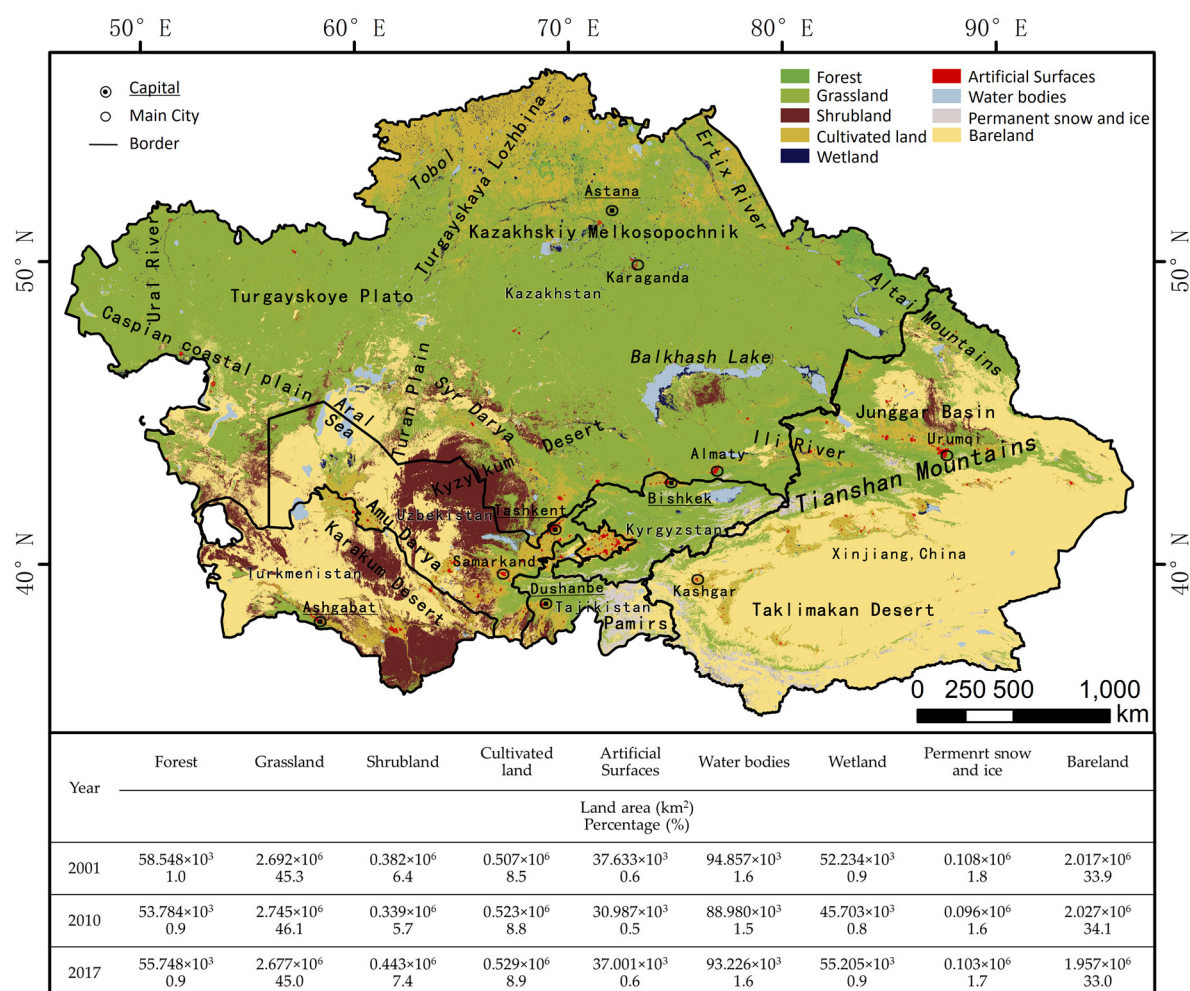 50° E 60° E 70° E 80° E 90° E
Capital
Main City
Border
Forest
Grassland
Shrubland
Cultivated land
Wetland
Artificial Surfaces
Water bodies
Permanent snow and ice
Bareland
50° N
50° N
40° N
40° N
Tobol
Turgayskaya Lozhbina
Ertix River
Astana
Kazakhskiy Melkosopochnik
Karaganda
Kazakhstan
Ural River
Turgayskoye Plato
Caspian coastal plain
Altai Mountains
Balkhash Lake
Aral Sea
Turan Plain
Syr Darya
Desert
Kyzylkum
Junggar Basin
Urumqi
Ili River
Almaty
Tianshan Mountains
Bishkek
Tashkent
Uzbekistan
Kyrgyzstan
Amu Darya
Karakum Desert
Samarkand
Xinjiang,China
Turkmenistan
Dushanbe
Kashgar
Ashgabat
Tajikistan
Taklimakan Desert
Pamirs
0 250 500 1,000
km
Year Forest Grassland Shrubland Cultivated land Artificial Surfaces Water bodies Wetland Permenrt snow and ice Bareland
Land area (km²)
Percentage (%)
2001 58.548×10³ 2.692×10⁶ 0.382×10⁶ 0.507×10⁶ 37.633×10³ 94.857×10³ 52.234×10³ 0.108×10⁶ 2.017×10⁶
1.0 45.3 6.4 8.5 0.6 1.6 0.9 1.8 33.9
2010 53.784×10³ 2.745×10⁶ 0.339×10⁶ 0.523×10⁶ 30.987×10³ 88.980×10³ 45.703×10³ 0.096×10⁶ 2.027×10⁶
0.9 46.1 5.7 8.8 0.5 1.5 0.8 1.6 34.1
2017 55.748×10³ 2.677×10⁶ 0.443×10⁶ 0.529×10⁶ 37.001×10³ 93.226×10³ 55.205×10³ 0.103×10⁶ 1.957×10⁶
0.9 45.0 7.4 8.9 0.6 1.6 0.9 1.7 33.0